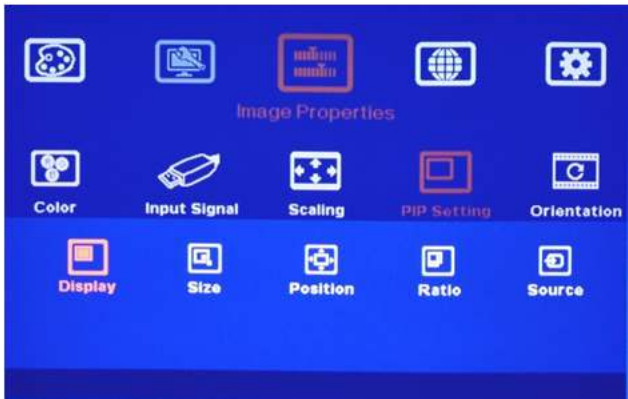 Image Properties
Color Input Signal Scaling PIP Setting Orientation
Display Size Position Ratio Source